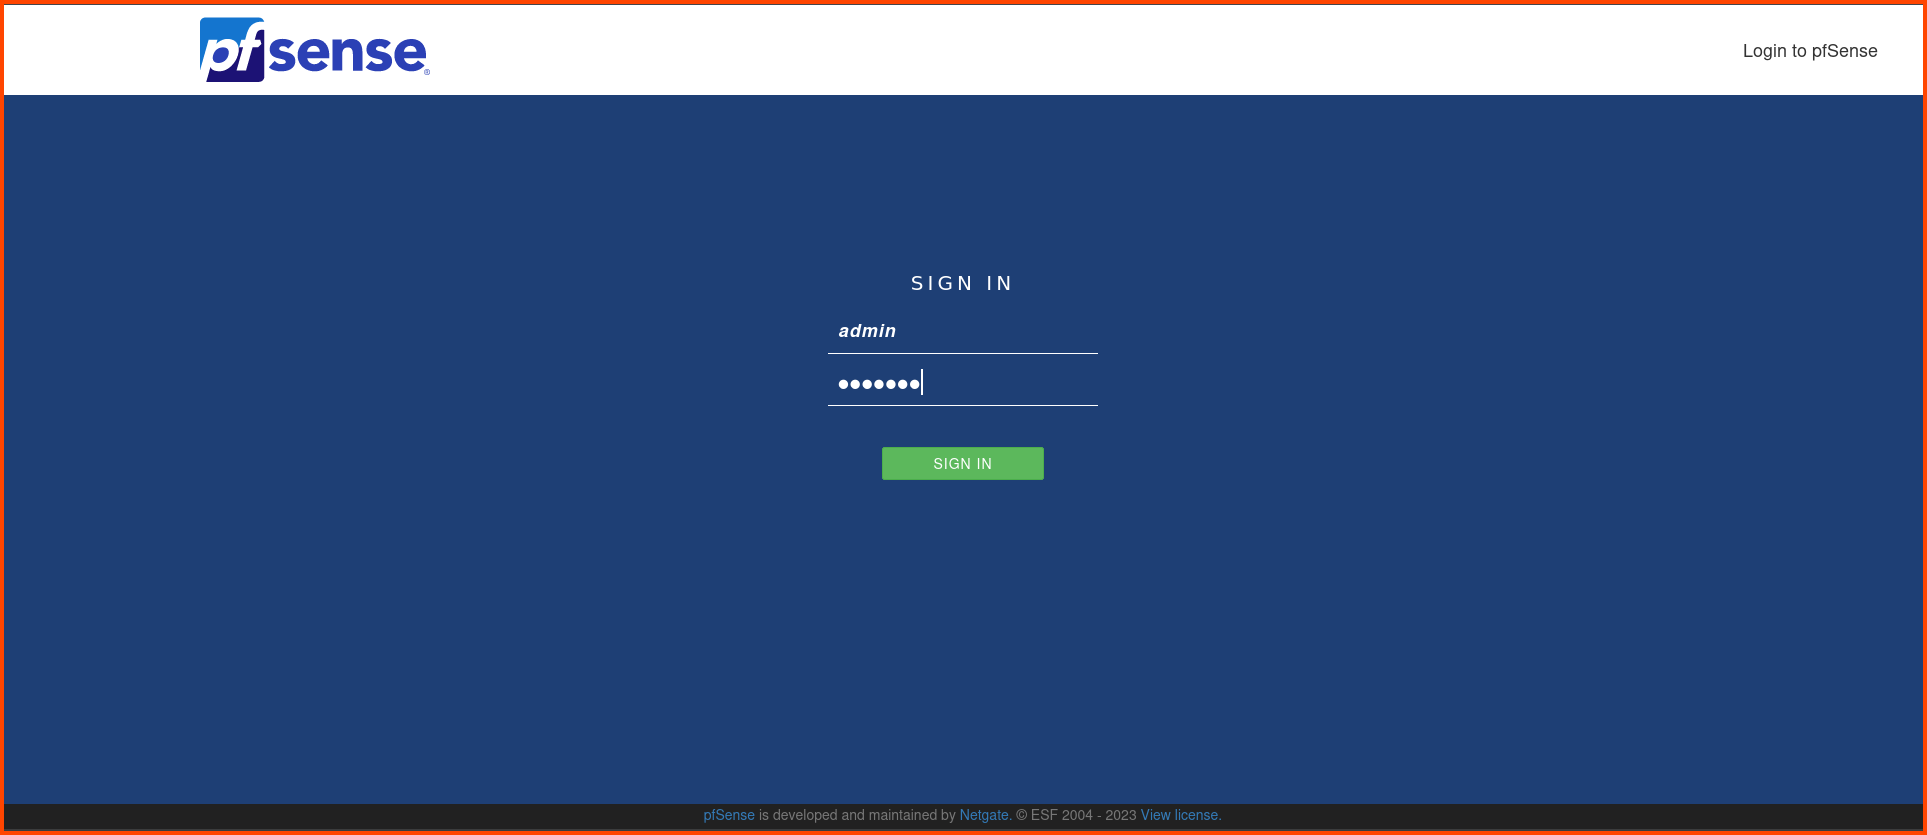 pfsense®
Login to pfSense
SIGN IN
admin
•••••••
SIGN IN
pfSense is developed and maintained by Netgate. © ESF 2004 - 2023 View license.